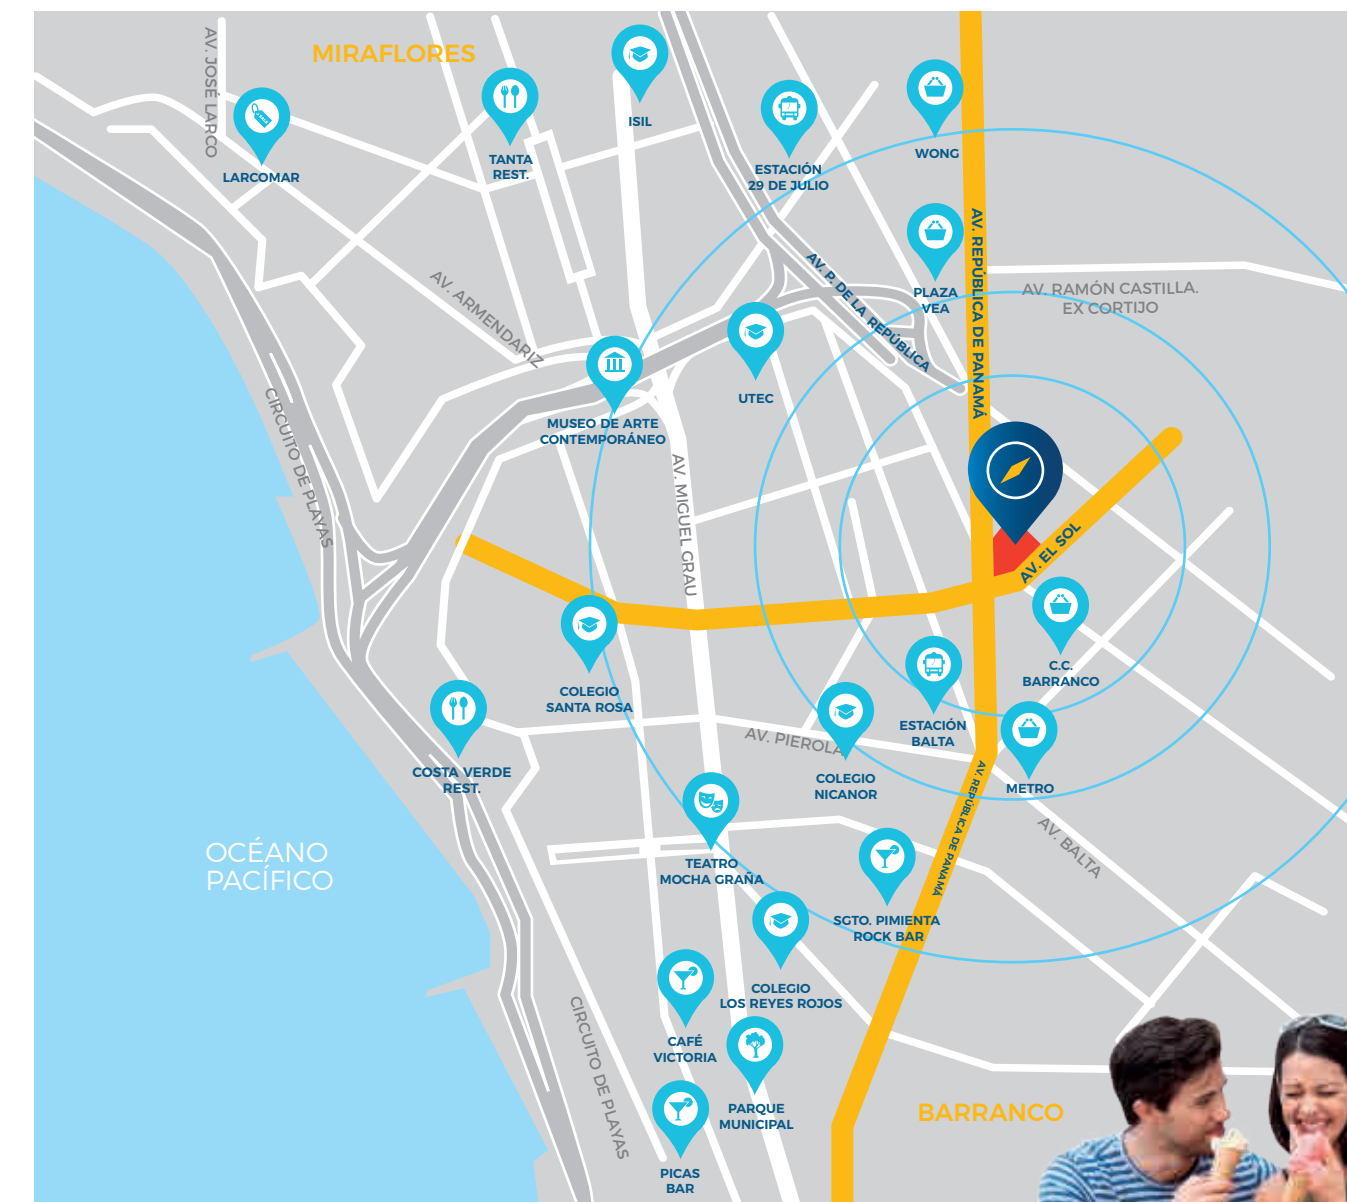 AV. JOSÉ LARCO
MIRAFLORES
LARCOMAR
TANTA
REST.
ISIL
ESTACIÓN
29 DE JULIO
WONG
AV. REPÚBLICA DE PANAMÁ
AV. P. DE LA REPÚBLICA
PLAZA
VEA
AV. RAMÓN CASTILLA.
EX CORTIJO
AV. ARMENDARIZ
UTEC
MUSEO DE ARTE
CONTEMPORÁNEO
CIRCUITO DE PLAYAS
AV. MIGUEL GRAU
AV. EL SOL
C.C.
BARRANCO
COLEGIO
SANTA ROSA
ESTACIÓN
BALTA
AV. PIEROLA
COSTA VERDE
REST.
COLEGIO
NICANOR
METRO
AV. REPÚBLICA DE PANAMÁ
AV. BALTA
OCÉANO
PACÍFICO
TEATRO
MOCHA GRAÑA
SGTO. PIMIENTA
ROCK BAR
COLEGIO
LOS REYES ROJOS
CIRCUITO DE PLAYAS
CAFÉ
VICTORIA
PARQUE
MUNICIPAL
BARRANCO
PICAS
BAR